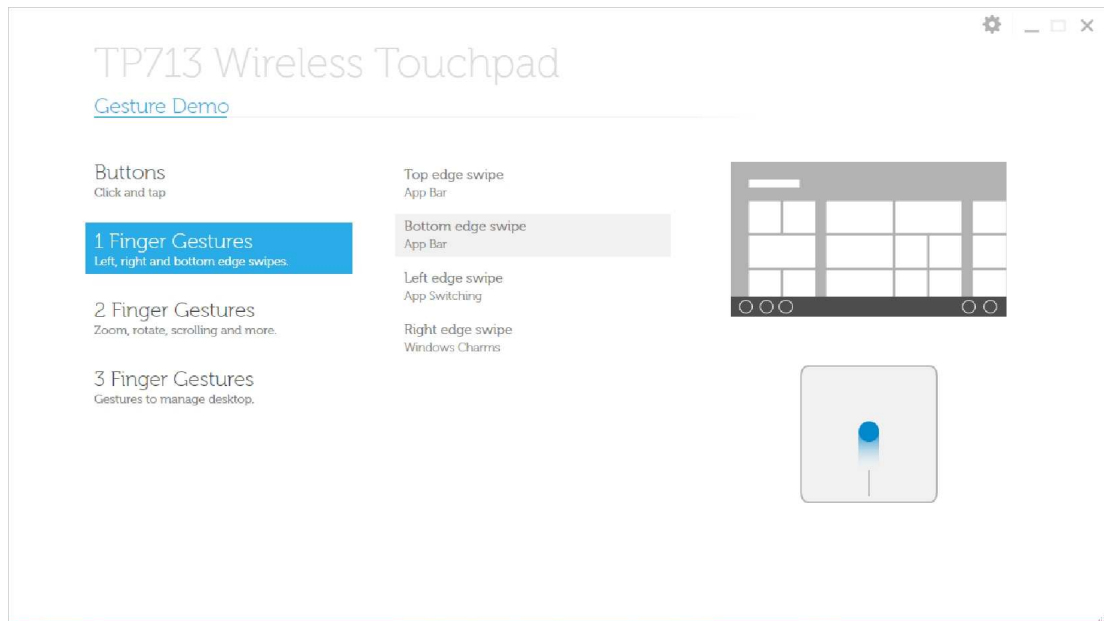 TP713 Wireless Touchpad
Gesture Demo
Buttons
Click and tap
1 Finger Gestures
Left, right and bottom edge swipes.
2 Finger Gestures
Zoom, rotate, scrolling and more.
3 Finger Gestures
Gestures to manage desktop.
Top edge swipe
App Bar
Bottom edge swipe
App Bar
Left edge swipe
App Switching
Right edge swipe
Windows Charms